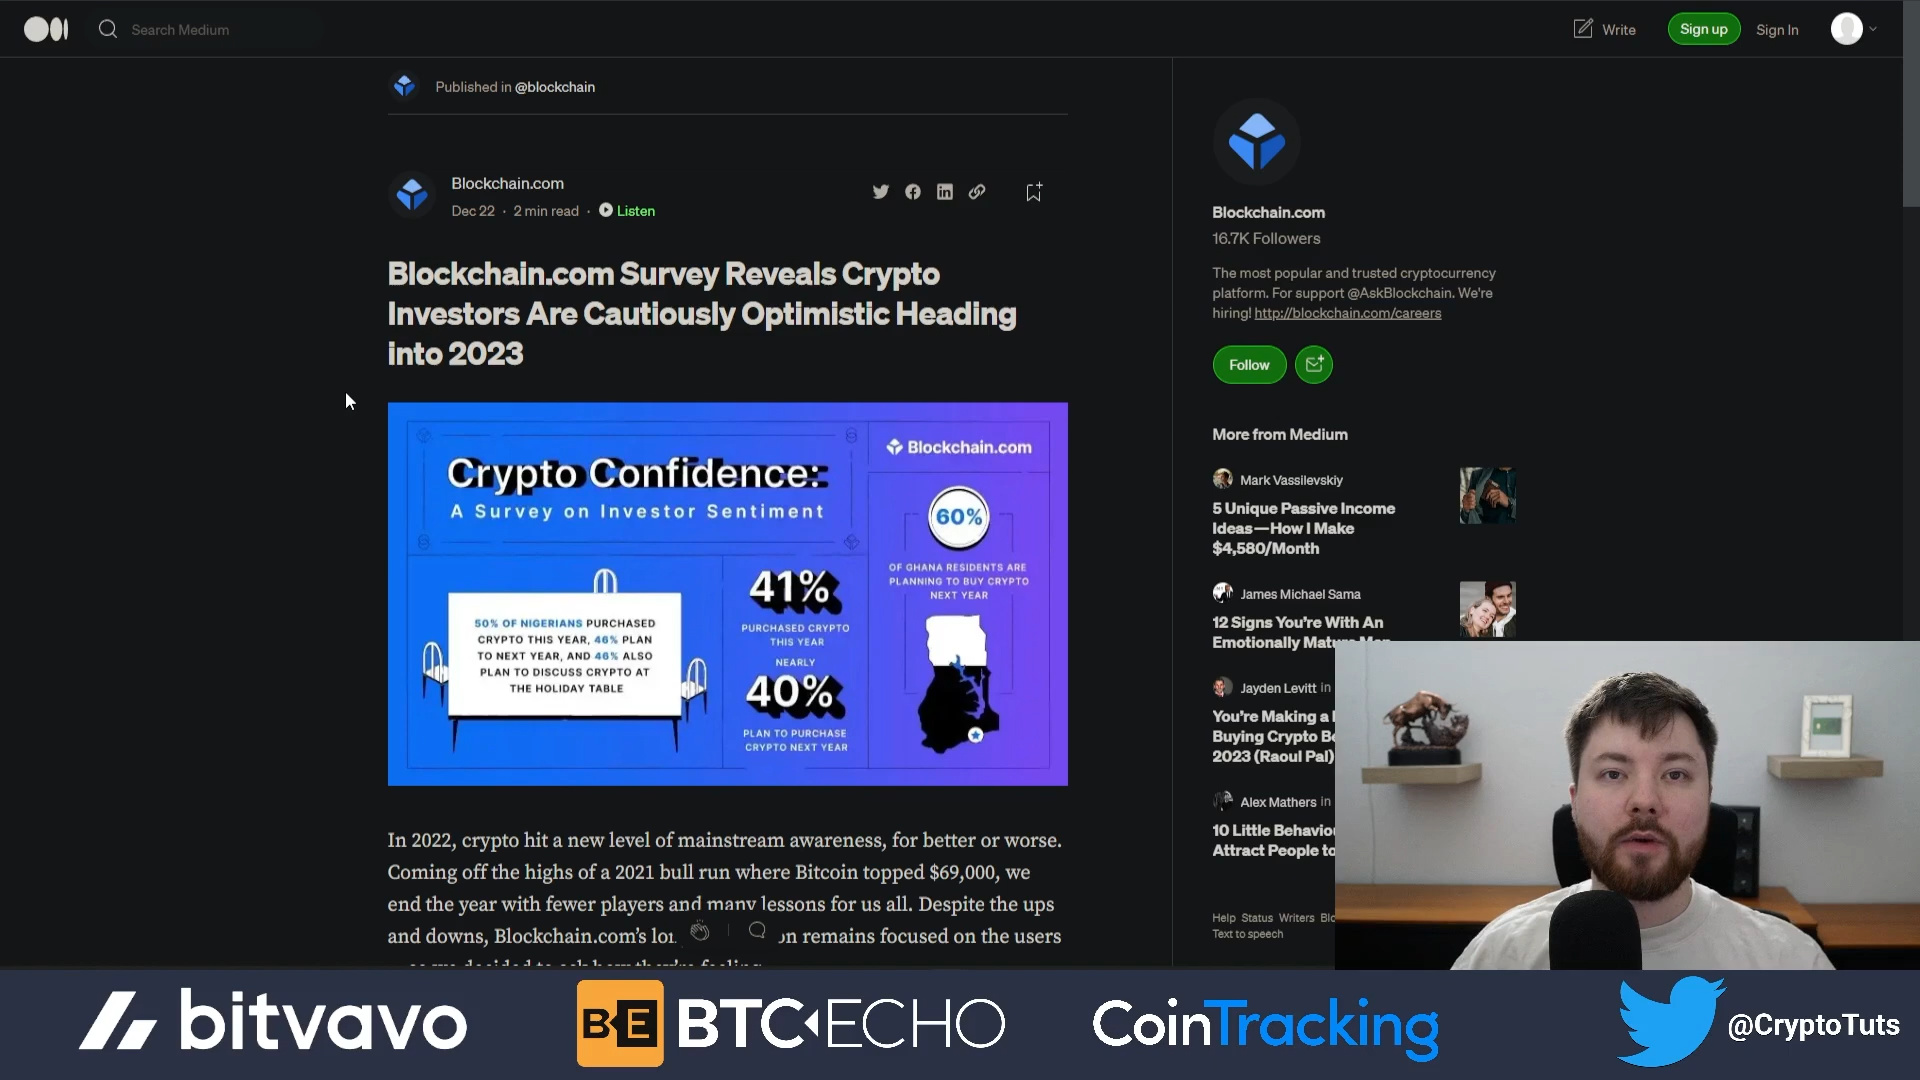 Search Medium
Write
Sign up
Sign In
Published in @blockchain
Blockchain.com
Dec 22 · 2 min read · Listen
Blockchain.com Survey Reveals Crypto
Investors Are Cautiously Optimistic Heading
into 2023
Crypto Confidence:
A Survey on Investor Sentiment
Blockchain.com
60%
OF GHANA RESIDENTS ARE
PLANNING TO BUY CRYPTO
NEXT YEAR
50% OF NIGERIANS PURCHASED
CRYPTO THIS YEAR, 46% PLAN
TO NEXT YEAR, AND 46% ALSO
PLAN TO DISCUSS CRYPTO AT
THE HOLIDAY TABLE
41%
PURCHASED CRYPTO
THIS YEAR
NEARLY
40%
PLAN TO PURCHASE
CRYPTO NEXT YEAR
In 2022, crypto hit a new level of mainstream awareness, for better or worse.
Coming off the highs of a 2021 bull run where Bitcoin topped $69,000, we
end the year with fewer players and many lessons for us all. Despite the ups
and downs, Blockchain.com's remains focused on the users
Blockchain.com
16.7K Followers
The most popular and trusted cryptocurrency
platform. For support @AskBlockchain. We're
hiring! http://blockchain.com/careers
Follow
More from Medium
Mark Vassilevskiy
5 Unique Passive Income
Ideas—How I Make
$4,580/Month
James Michael Sama
12 Signs You're With An
Emotionally Mature Man
Jayden Levitt in
You're Making a
Buying Crypto
2023 (Raoul Pal)
Alex Mathers in
10 Little
Attract People to
Help Status Writers
Text to speech
bitvavo
BE BTC-ECHO
CoinTracking
@CryptoTuts